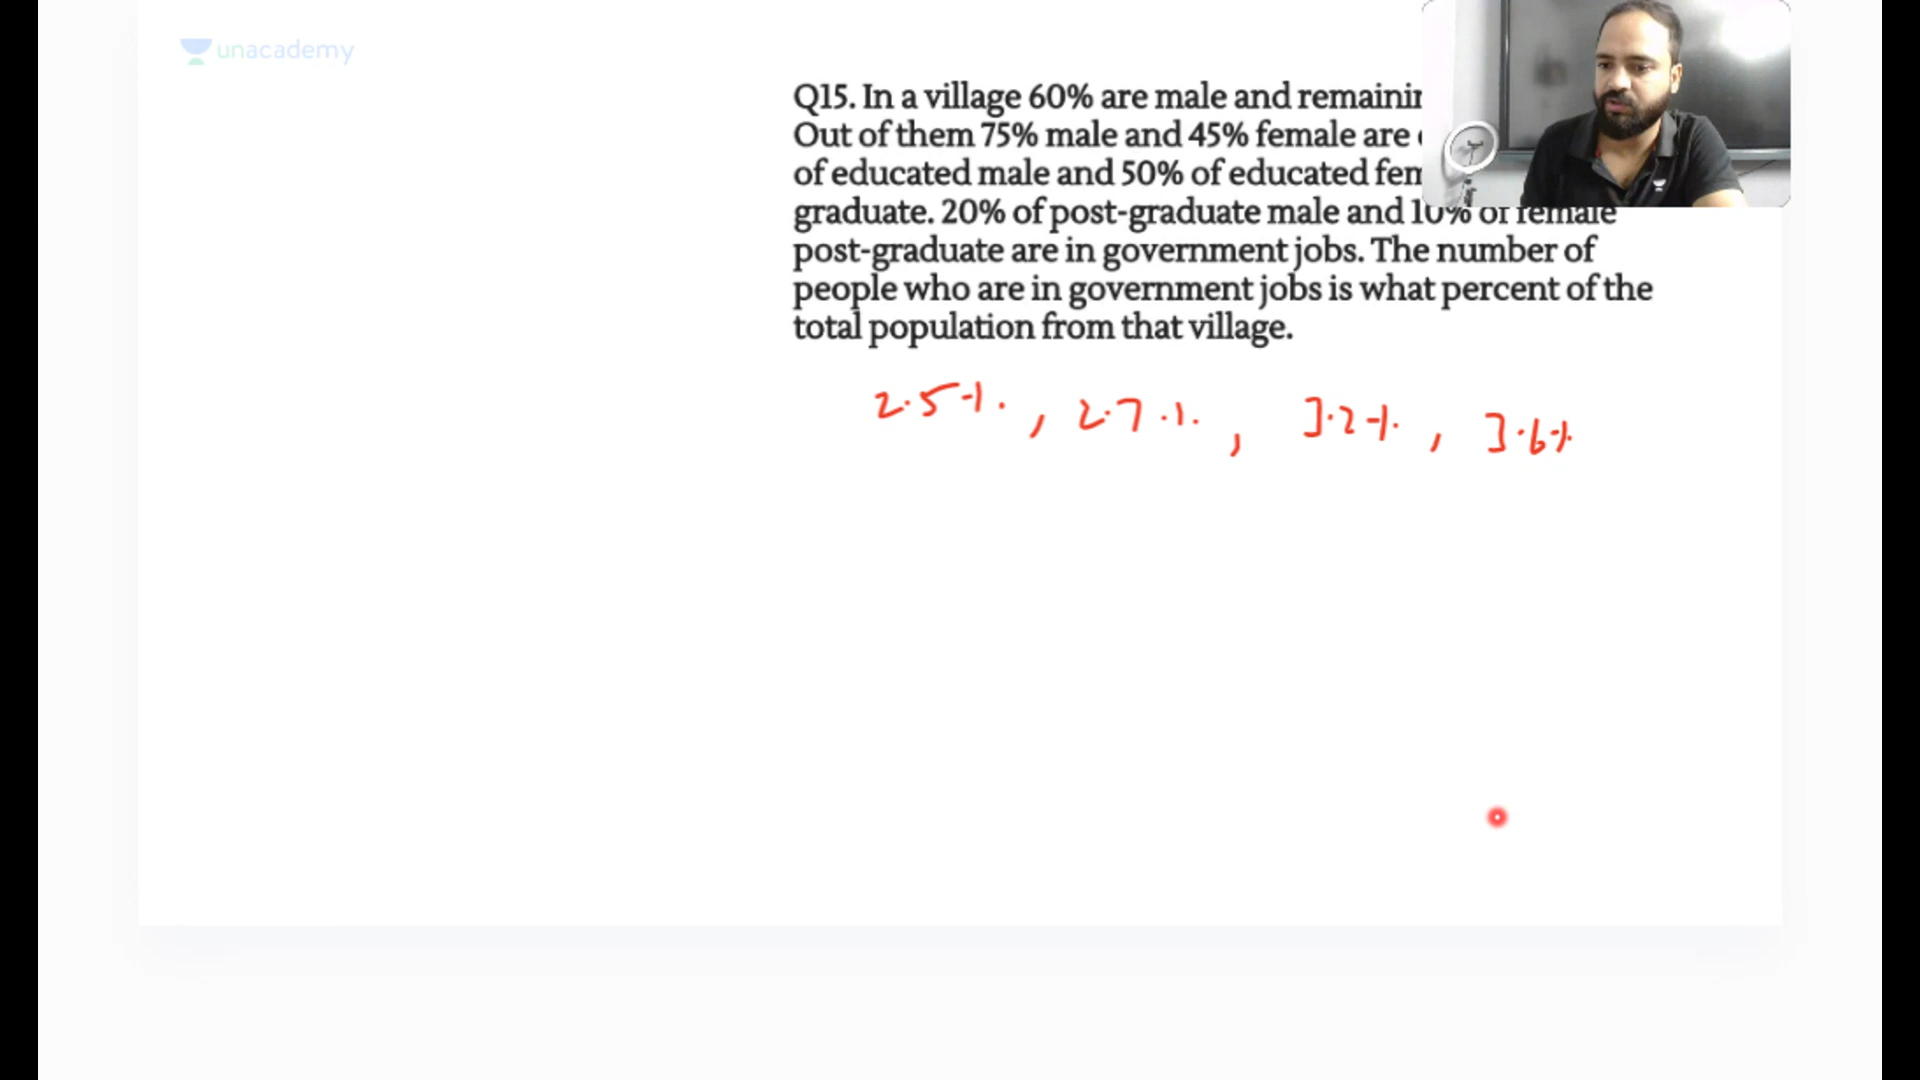 unacademy
Q15. In a village 60% are male and
Out of them 75% male and 45% female are
of educated male and 50% of educated
graduate. 20% of post-graduate male and 10% of female
post-graduate are in government jobs. The number of
people who are in government jobs is what percent of the
total population from that village.
2.5%, 2.7%, 3.2%, 3.6%